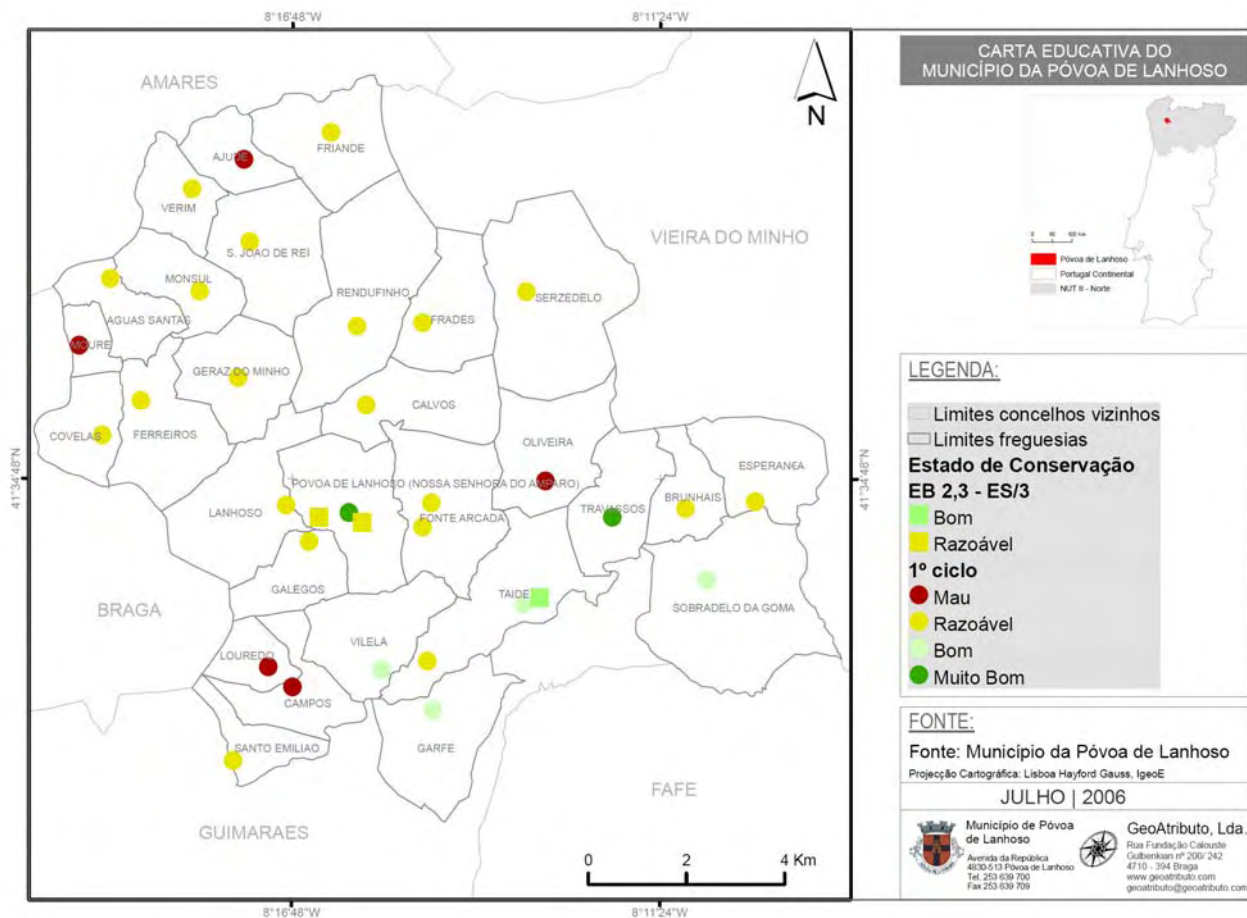 8°16'48"W
8°11'24"W
AMARES
N
AJUDE
FRIANDE
VERIM
S. JOAO DE REI
VIEIRA DO MINHO
MONSUL
RENDUFINHO
SERZEDELO
AGUAS SANTAS
FRADES
MOURE
GERAZ DO MINHO
CALVOS
COVELAS
FERREIROS
OLIVEIRA
ESPERAN€A
41°34'48"N
41°34'48"N
POVOA DE LANHOSO (NOSSA SENHORA DO AMPARO)
BRUNHAIS
LANHOSO
FONTE ARCADA
TRAVASSOS
GALEGOS
TAIDE
SOBRADELO DA GOMA
BRAGA
VILELA
LOUREDO
CAMPOS
SANTO EMILIAO
GARFE
FAFE
GUIMARAES
0 2 4 Km
8°16'48"W
8°11'24"W
CARTA EDUCATIVA DO
MUNICÍPIO DA PÓVOA DE LANHOSO
Póvoa de Lanhoso
Portugal Continental
NUT II - Norte
LEGENDA:
Limites concelhos vizinhos
Limites freguesias
Estado de Conservação
EB 2,3 - ES/3
Bom
Razoável
1º ciclo
Mau
Razoável
Bom
Muito Bom
FONTE:
Fonte: Município da Póvoa de Lanhoso
Projecção Cartográfica: Lisboa Hayford Gauss, IgeoE
JULHO | 2006
Município de Póvoa
de Lanhoso
Avenida da República
4830-513 Póvoa de Lanhoso
Tel. 253 639 700
Fax 253 639 709
GeoAtributo, Lda.
Rua Fundação Calouste
Gulbenkian nº 200/ 242
4710 - 394 Braga
www.geoatributo.com
geoatributo@geoatributo.com